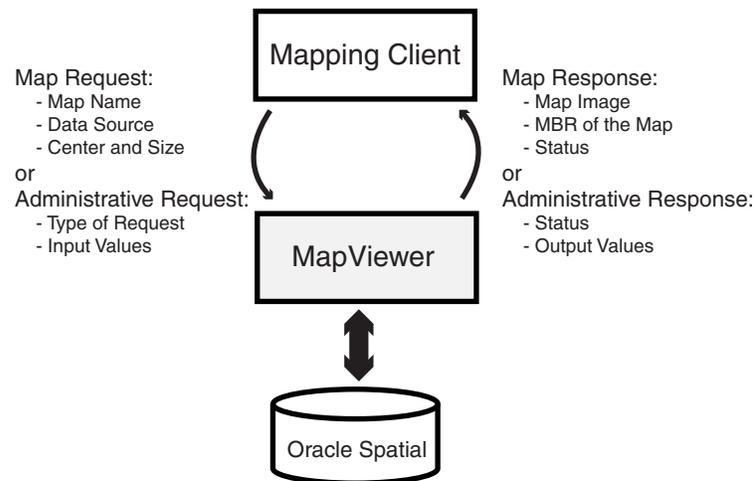 Mapping Client
Map Request:
- Map Name
- Data Source
- Center and Size
or
Administrative Request:
- Type of Request
- Input Values
Map Response:
- Map Image
- MBR of the Map
- Status
or
Administrative Response:
- Status
- Output Values
MapViewer
Oracle Spatial